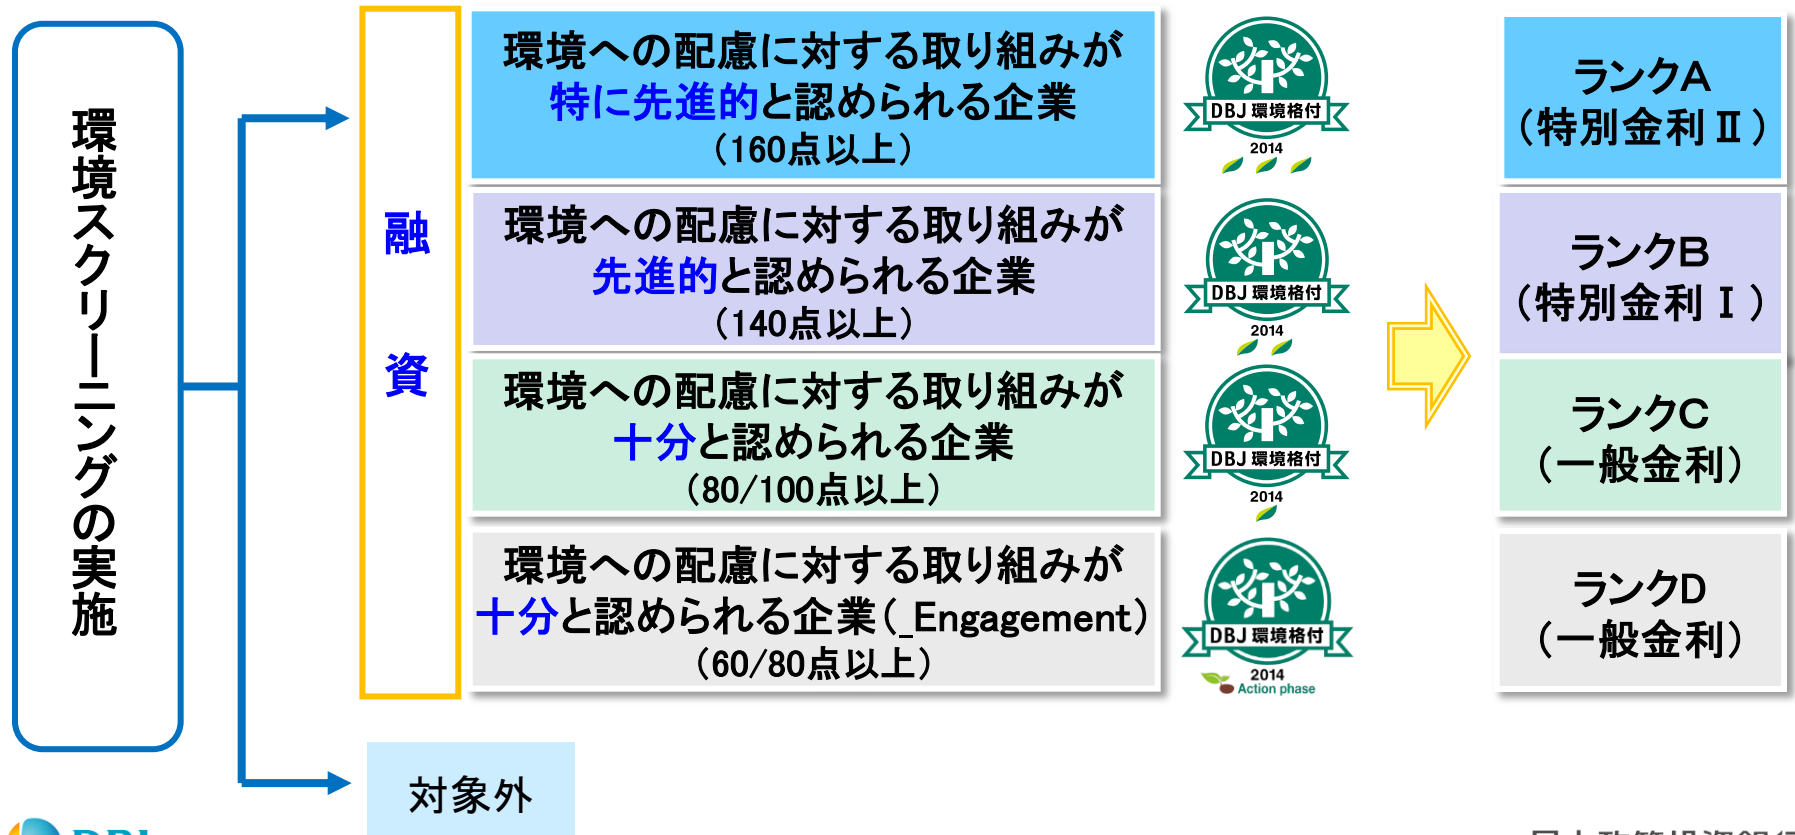 環境スクリーニングの実施
融
資
環境への配慮に対する取り組みが
特に先進的と認められる企業
(160点以上)
DBJ 環境格付
2014
ランクA
(特別金利Ⅱ)
環境への配慮に対する取り組みが
先進的と認められる企業
(140点以上)
DBJ 環境格付
2014
ランクB
(特別金利Ⅰ)
環境への配慮に対する取り組みが
十分と認められる企業
(80/100点以上)
DBJ 環境格付
2014
ランクC
(一般金利)
環境への配慮に対する取り組みが
十分と認められる企業(_Engagement)
(60/80点以上)
DBJ 環境格付
2014
Action phase
ランクD
(一般金利)
対象外